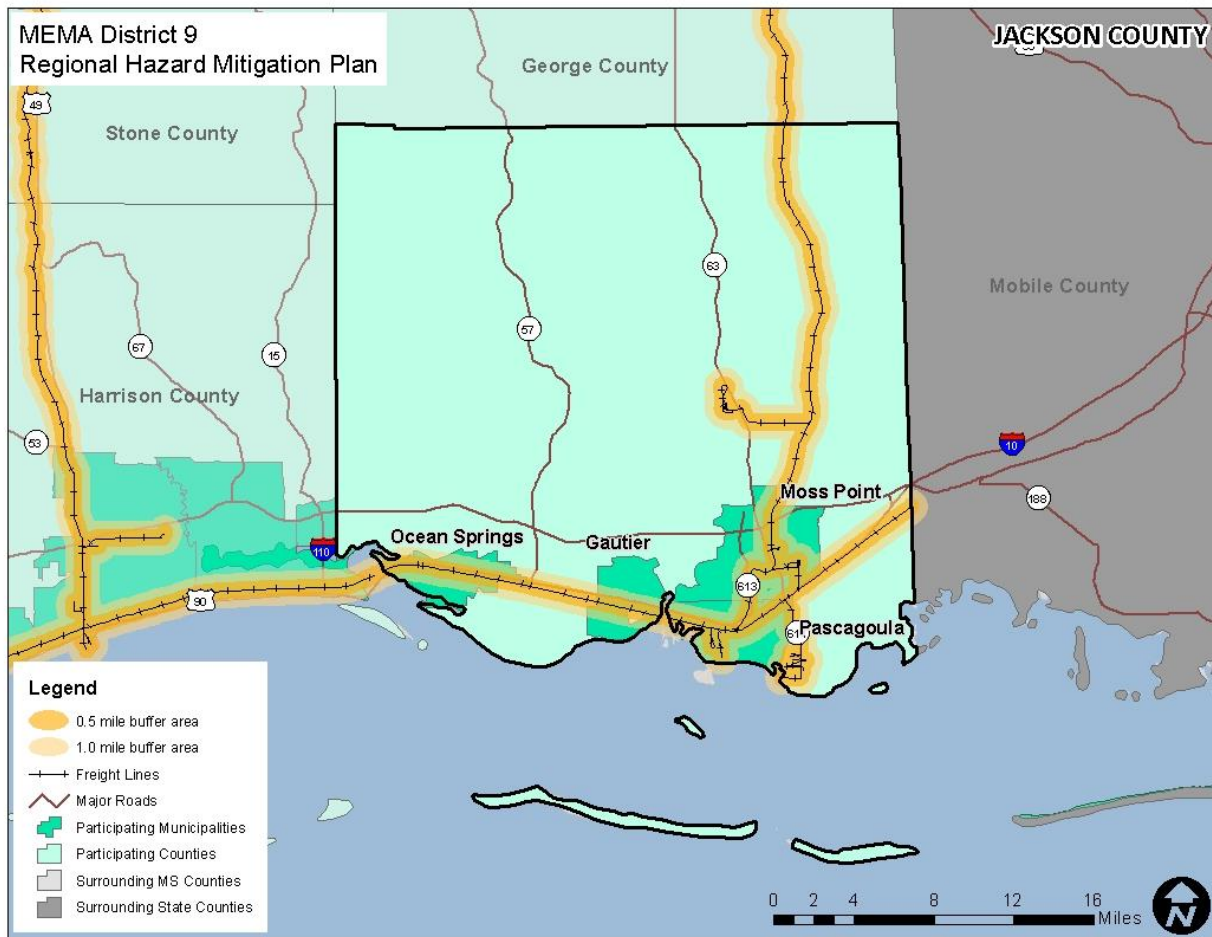 MEMA District 9
Regional Hazard Mitigation Plan
JACKSON COUNTY
George County
49
Stone County
63
Mobile County
57
67
15
Harrison County
53
10
188
Moss Point
Ocean Springs
Gautier
110
613
90
Pascagoula
Legend
0.5 mile buffer area
1.0 mile buffer area
Freight Lines
Major Roads
Participating Municipalities
Participating Counties
Surrounding MS Counties
Surrounding State Counties
0 2 4 8 12 16
Miles
N